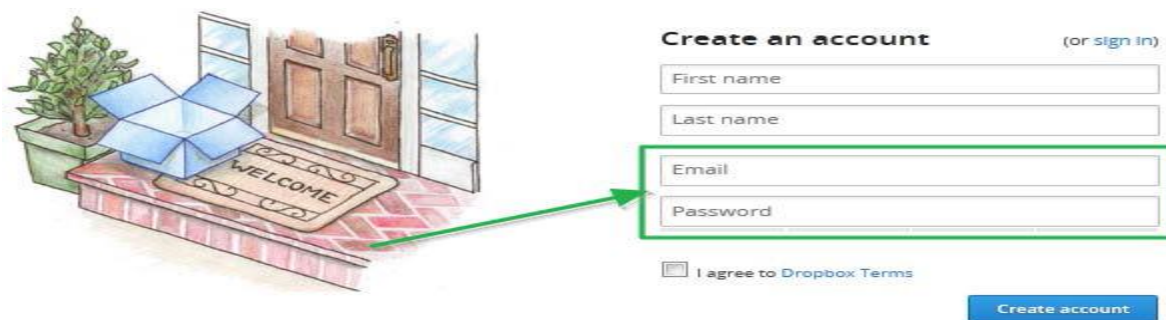 WELCOME
Create an account (or sign in)
First name
Last name
Email
Password
I agree to Dropbox Terms
Create account